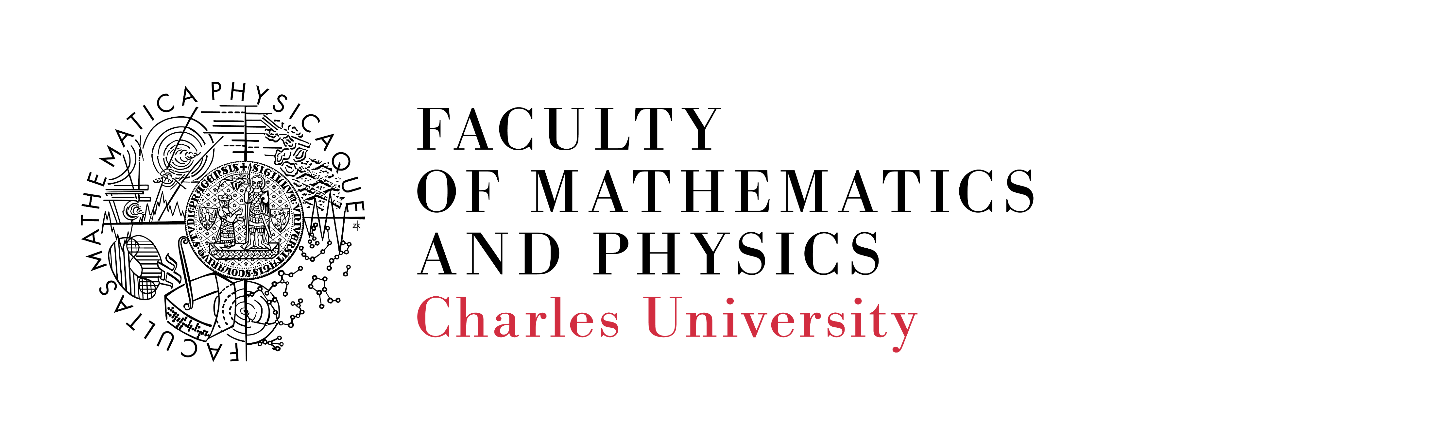 FACULTAS MATHEMATICA PHYSICAQUE
FACULTY
OF MATHEMATICS
AND PHYSICS
Charles University